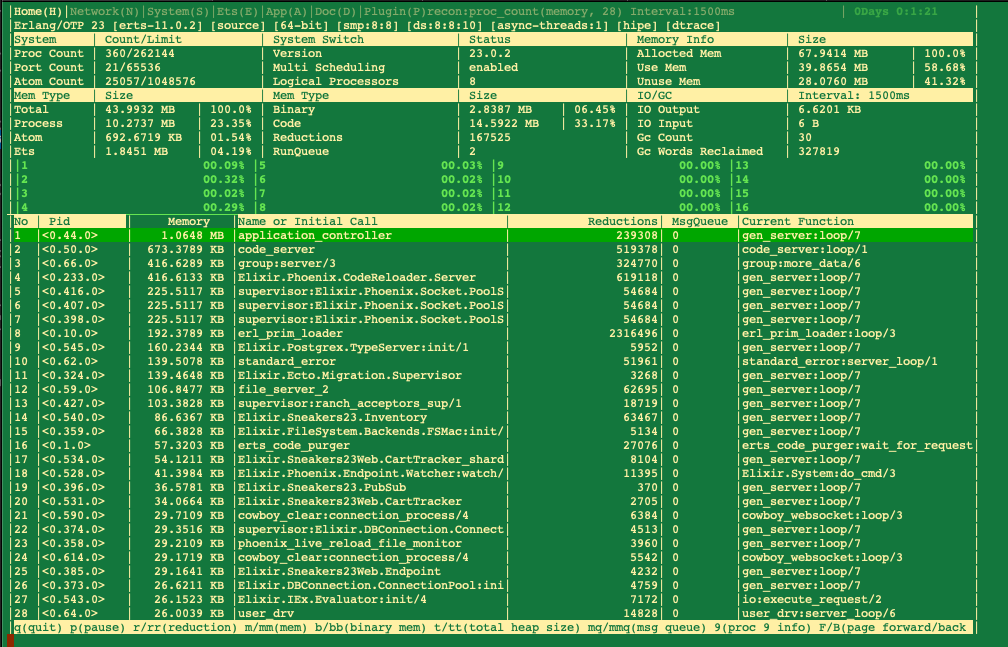 Home(H)|Network(N)|System(S)|Ets(E)|App(A)|Doc(D)|Plugin(P)recon:proc_count(memory, 28) Interval:1500ms | 0Days 0:1:21
Erlang/OTP 23 [erts-11.0.2] [source] [64-bit] [smp:8:8] [ds:8:8:10] [async-threads:1] [hipe] [dtrace]
System | Count/Limit | System Switch | Status | Memory Info | Size
Proc Count | 360/262144 | Version | 23.0.2 | Allocted Mem | 67.9414 MB | 100.0%
Port Count | 21/65536 | Multi Scheduling | enabled | Use Mem | 39.8654 MB | 58.68%
Atom Count | 25057/1048576 | Logical Processors | 8 | Unuse Mem | 28.0760 MB | 41.32%
Mem Type | Size | Mem Type | Size | IO/GC | Interval: 1500ms
Total | 43.9932 MB | 100.0% | Binary | 2.8387 MB | 06.45% | IO Output | 6.6201 KB
Process | 10.2737 MB | 23.35% | Code | 14.5922 MB | 33.17% | IO Input | 6 B
Atom | 692.6719 KB | 01.54% | Reductions | 167525 | Gc Count | 30
Ets | 1.8451 MB | 04.19% | RunQueue | 2 | Gc Words Reclaimed | 327819
|1 00.09% |5 00.03% |9 00.00% |13 00.00%
|2 00.32% |6 00.02% |10 00.00% |14 00.00%
|3 00.02% |7 00.02% |11 00.00% |15 00.00%
|4 00.29% |8 00.02% |12 00.00% |16 00.00%
No | Pid | Memory |Name or Initial Call | Reductions| MsgQueue |Current Function
1 |<0.44.0> | 1.0648 MB |application_controller | 239308| 0 |gen_server:loop/7
2 |<0.50.0> | 673.3789 KB |code_server | 519378| 0 |code_server:loop/1
3 |<0.66.0> | 416.6289 KB |group:server/3 | 324770| 0 |group:more_data/6
4 |<0.233.0> | 416.6133 KB |Elixir.Phoenix.CodeReloader.Server | 619118| 0 |gen_server:loop/7
5 |<0.416.0> | 225.5117 KB |supervisor:Elixir.Phoenix.Socket.PoolS | 54684| 0 |gen_server:loop/7
6 |<0.407.0> | 225.5117 KB |supervisor:Elixir.Phoenix.Socket.PoolS | 54684| 0 |gen_server:loop/7
7 |<0.398.0> | 225.5117 KB |supervisor:Elixir.Phoenix.Socket.PoolS | 54684| 0 |gen_server:loop/7
8 |<0.10.0> | 192.3789 KB |erl_prim_loader | 2316496| 0 |erl_prim_loader:loop/3
9 |<0.545.0> | 160.2344 KB |Elixir.Postgrex.TypeServer:init/1 | 5952| 0 |gen_server:loop/7
10 |<0.62.0> | 139.5078 KB |standard_error | 51961| 0 |standard_error:server_loop/1
11 |<0.324.0> | 139.4648 KB |Elixir.Ecto.Migration.Supervisor | 3268| 0 |gen_server:loop/7
12 |<0.59.0> | 106.8477 KB |file_server_2 | 62695| 0 |gen_server:loop/7
13 |<0.427.0> | 103.3828 KB |supervisor:ranch_acceptors_sup/1 | 18719| 0 |gen_server:loop/7
14 |<0.540.0> | 86.6367 KB |Elixir.Sneakers23.Inventory | 63467| 0 |gen_server:loop/7
15 |<0.359.0> | 66.3828 KB |Elixir.FileSystem.Backends.FSMac:init/ | 5134| 0 |gen_server:loop/7
16 |<0.1.0> | 57.3203 KB |erts_code_purger | 27076| 0 |erts_code_purger:wait_for_request
17 |<0.534.0> | 54.1211 KB |Elixir.Sneakers23Web.CartTracker_shard | 8104| 0 |gen_server:loop/7
18 |<0.528.0> | 41.3984 KB |Elixir.Phoenix.Endpoint.Watcher:watch/ | 11395| 0 |Elixir.System:do_cmd/3
19 |<0.396.0> | 36.5781 KB |Elixir.Sneakers23.PubSub | 370| 0 |gen_server:loop/7
20 |<0.531.0> | 34.0664 KB |Elixir.Sneakers23Web.CartTracker | 2705| 0 |gen_server:loop/7
21 |<0.590.0> | 29.7109 KB |cowboy_clear:connection_process/4 | 6384| 0 |cowboy_websocket:loop/3
22 |<0.374.0> | 29.3516 KB |supervisor:Elixir.DBConnection.Connect | 4513| 0 |gen_server:loop/7
23 |<0.358.0> | 29.2109 KB |phoenix_live_reload_file_monitor | 3960| 0 |gen_server:loop/7
24 |<0.614.0> | 29.1719 KB |cowboy_clear:connection_process/4 | 5542| 0 |cowboy_websocket:loop/3
25 |<0.385.0> | 29.1641 KB |Elixir.Sneakers23Web.Endpoint | 4232| 0 |gen_server:loop/7
26 |<0.373.0> | 26.6211 KB |Elixir.DBConnection.ConnectionPool:ini | 4759| 0 |gen_server:loop/7
27 |<0.543.0> | 26.1523 KB |Elixir.IEx.Evaluator:init/4 | 7172| 0 |io:execute_request/2
28 |<0.64.0> | 26.0039 KB |user_drv | 14828| 0 |user_drv:server_loop/6
q(quit) p(pause) r/rr(reduction) m/mm(mem) b/bb(binary mem) t/tt(total heap size) mq/mmq(msg queue) 9(proc 9 info) F/B(page forward/back